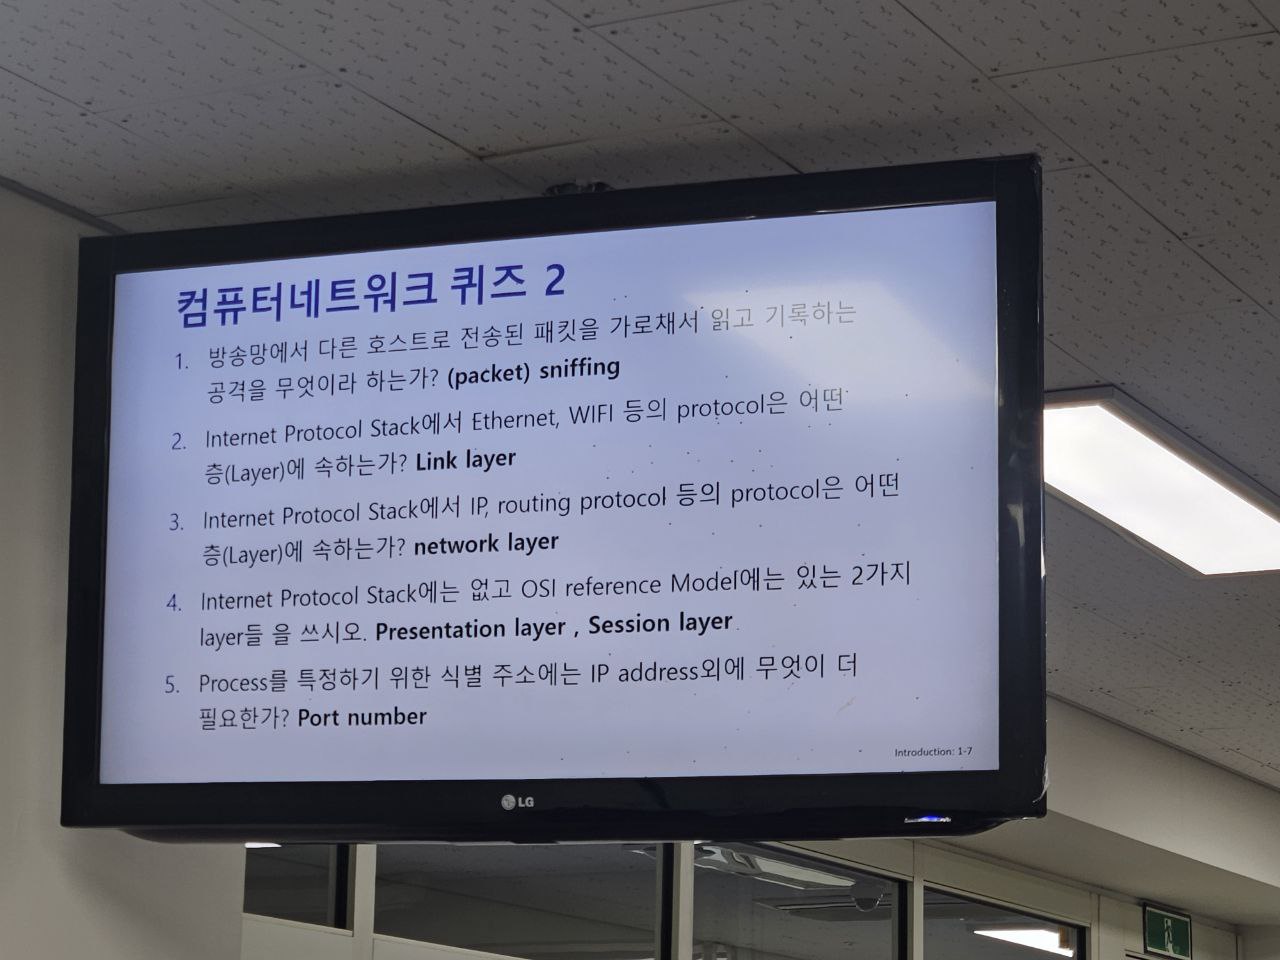 컴퓨터네트워크 퀴즈 2
1. 방송망에서 다른 호스트로 전송된 패킷을 가로채서 읽고 기록하는
공격을 무엇이라 하는가? (packet) sniffing
2. Internet Protocol Stack에서 Ethernet, WIFI 등의 protocol은 어떤
층(Layer)에 속하는가? Link layer
3. Internet Protocol Stack에서 IP, routing protocol 등의 protocol은 어떤
층(Layer)에 속하는가? network layer
4. Internet Protocol Stack에는 없고 OSI reference Model에는 있는 2가지
layer들 을 쓰시오. Presentation layer , Session layer
5. Process를 특정하기 위한 식별 주소에는 IP address외에 무엇이 더
필요한가? Port number
Introduction: 1-7
LG